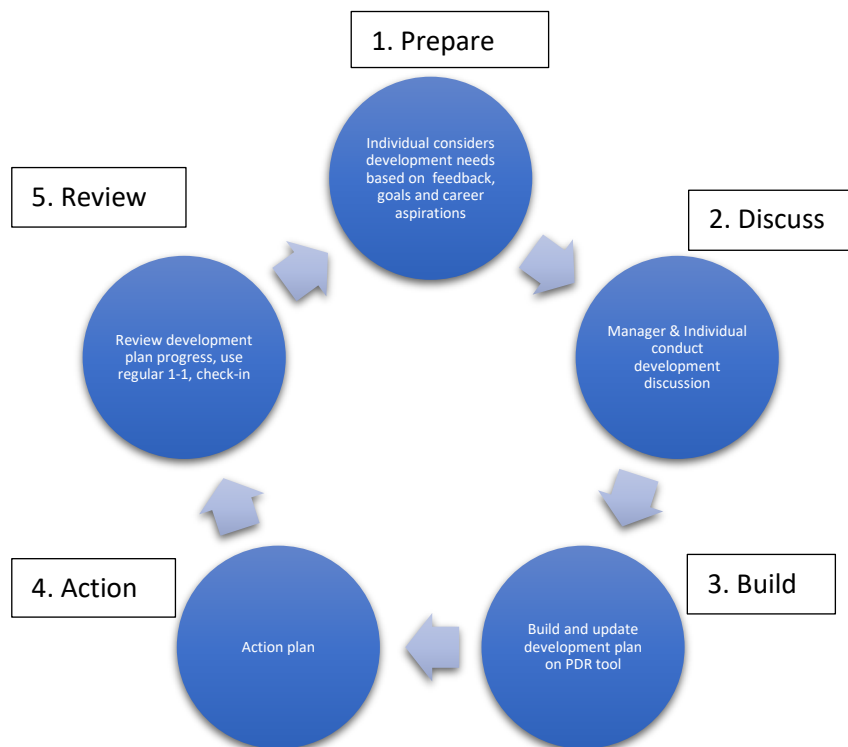 1. Prepare
Individual considers
development needs
based on feedback,
goals and career
aspirations
2. Discuss
Manager & Individual
conduct
development
discussion
3. Build
Build and update
development plan
on PDR tool
4. Action
Action plan
5. Review
Review development
plan progress, use
regular 1-1, check-in